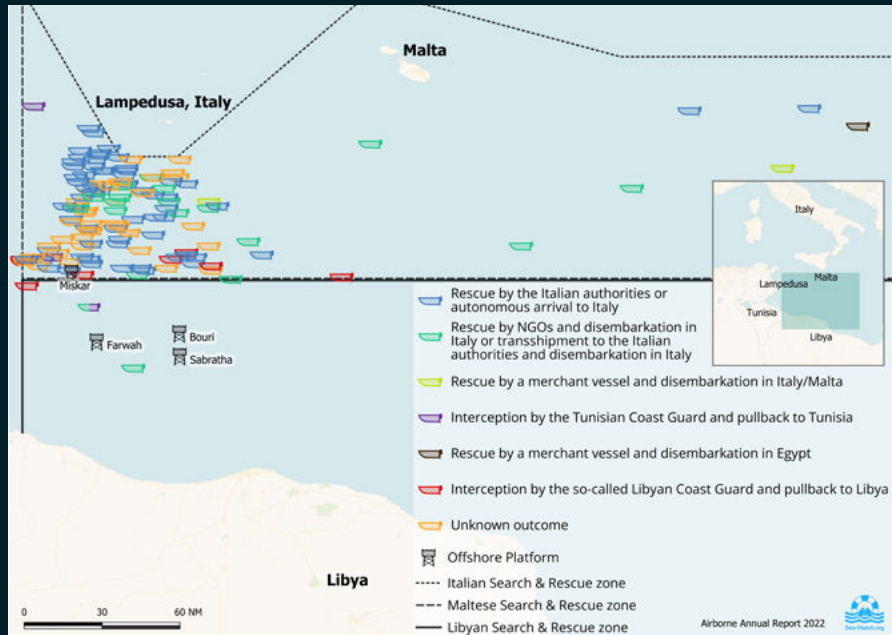 Malta
Lampedusa, Italy
Miskar
Farwah
Bouri
Sabratha
Libya
0 30 60 NM
Italy
Malta
Lampedusa
Tunisia
Libya
Rescue by the Italian authorities or
autonomous arrival to Italy
Rescue by NGOs and disembarkation in
Italy or transshipment to the Italian
authorities and disembarkation in Italy
Rescue by a merchant vessel and disembarkation in Italy/Malta
Interception by the Tunisian Coast Guard and pullback to Tunisia
Rescue by a merchant vessel and disembarkation in Egypt
Interception by the so-called Libyan Coast Guard and pullback to Libya
Unknown outcome
Offshore Platform
Italian Search & Rescue zone
Maltese Search & Rescue zone
Libyan Search & Rescue zone
Airborne Annual Report 2022
Sea-Watch.org